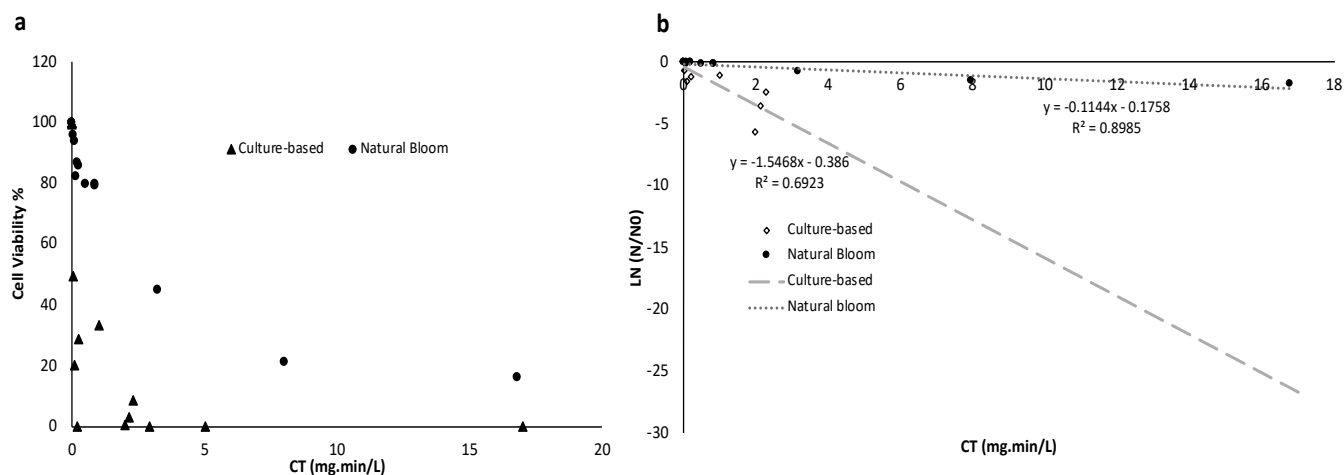 a
120
100
80
60
40
20
0
Cell Viability %
Culture-based
Natural Bloom
0
5
10
15
20
CT (mg.min/L)
b
0
-5
-10
-15
-20
-25
-30
LN (N/N0)
0
2
4
6
8
10
12
14
16
18
y = -0.1144x - 0.1758
R² = 0.8985
y = -1.5468x - 0.386
R² = 0.6923
Culture-based
Natural Bloom
Culture-based
Natural bloom
CT (mg.min/L)